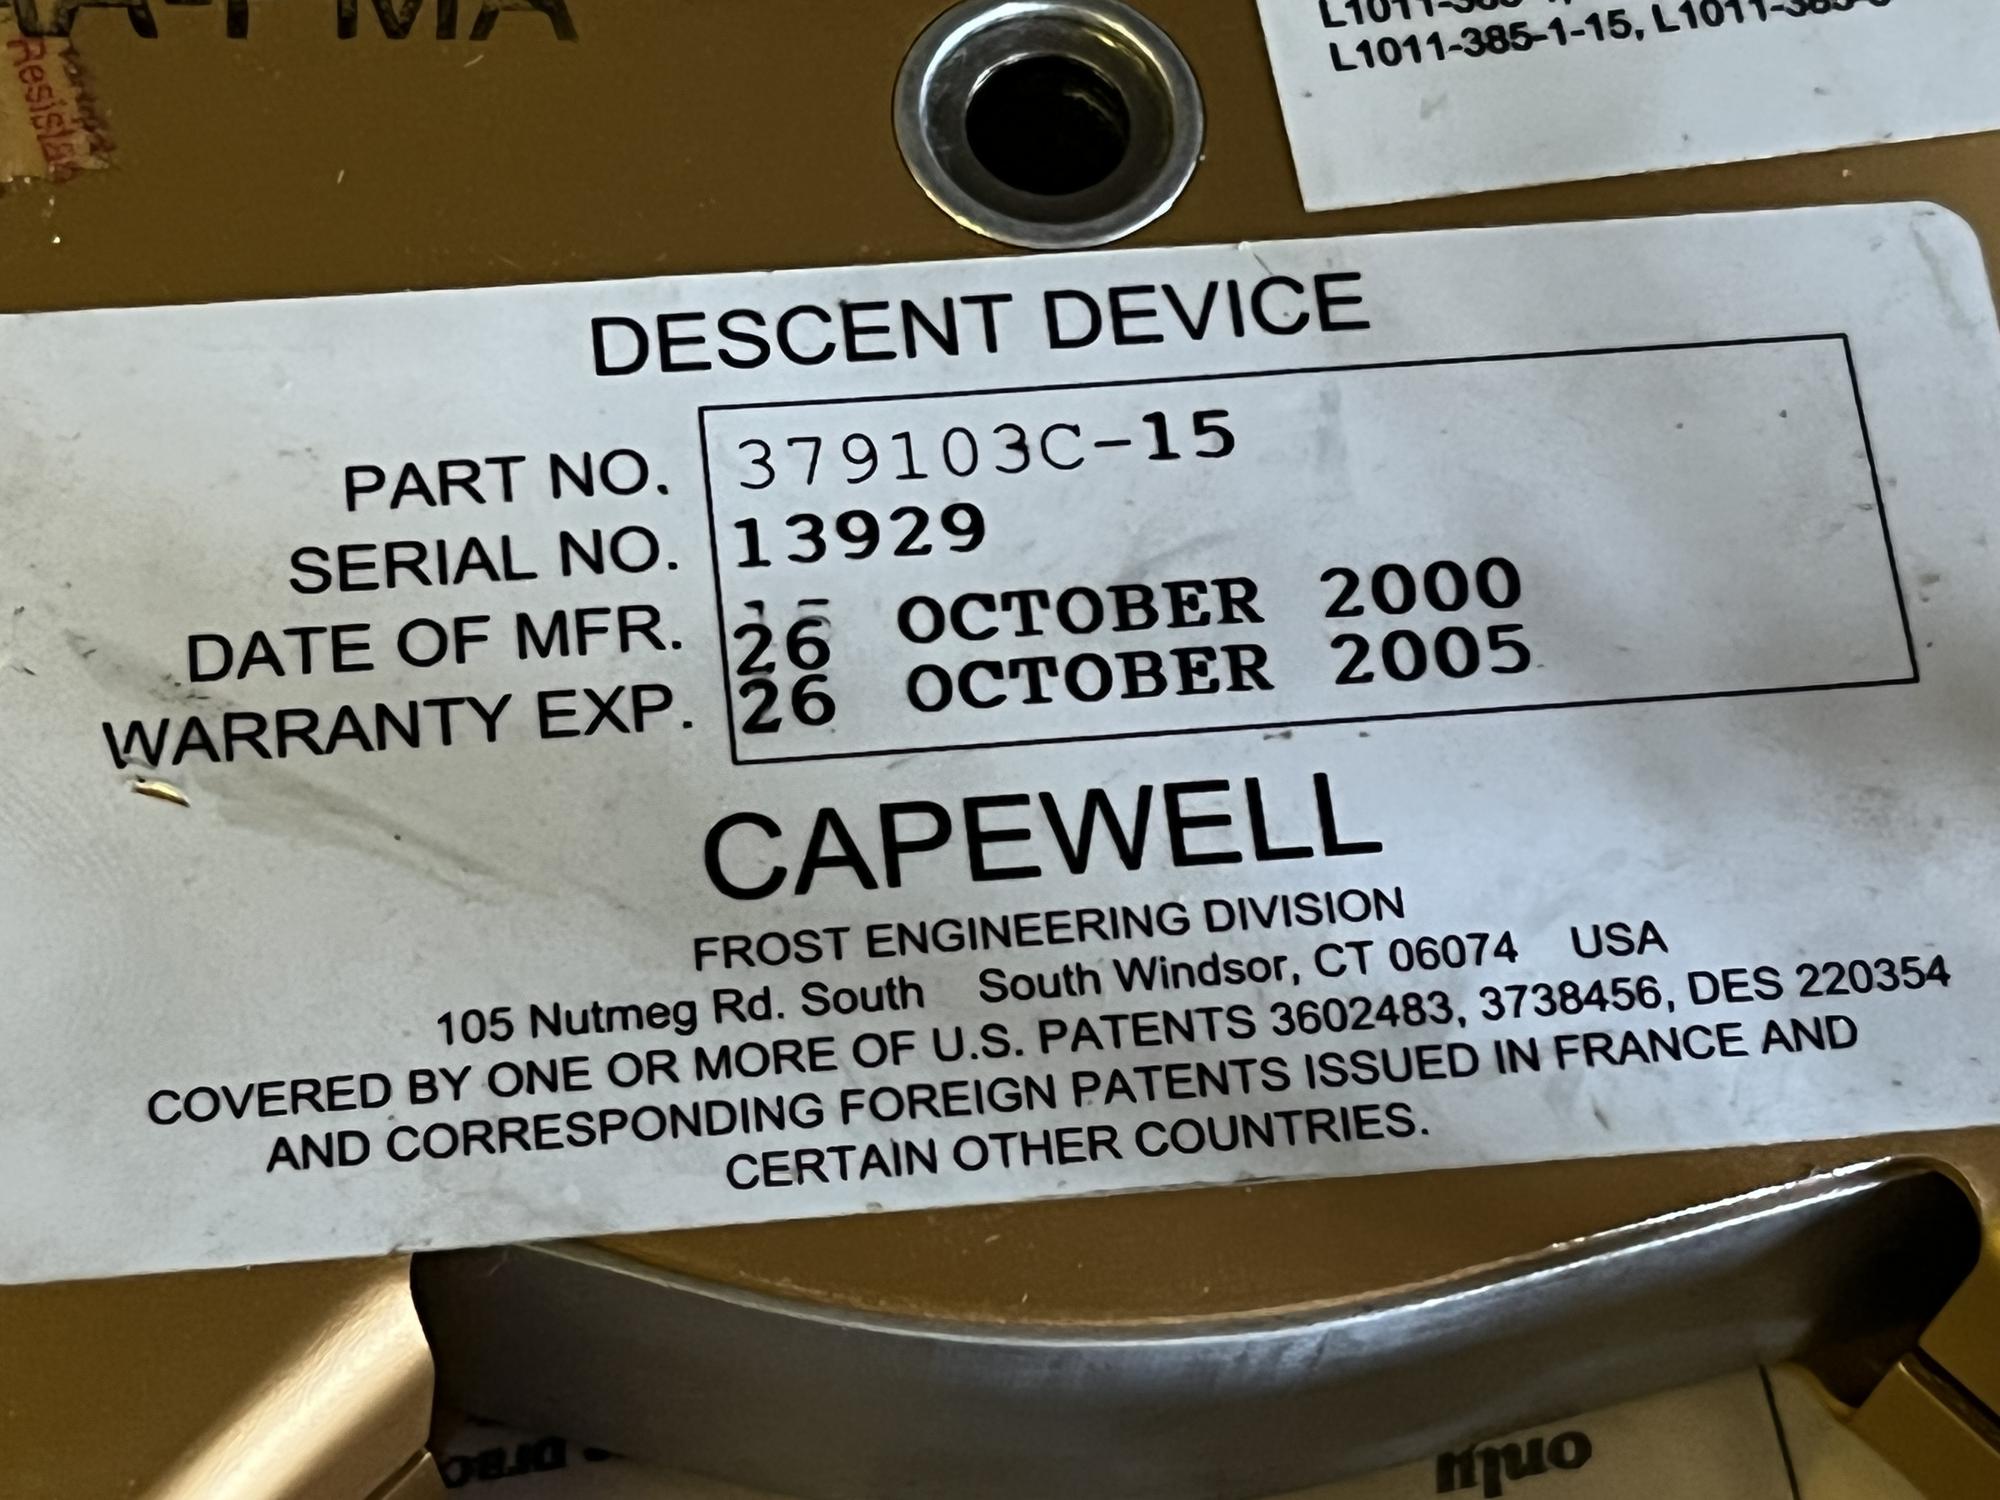 L1011-385-1-15, L1011-385-3
DESCENT DEVICE
PART NO. 379103C-15
SERIAL NO. 13929
DATE OF MFR. 26 OCTOBER 2000
WARRANTY EXP. 26 OCTOBER 2005
CAPEWELL
FROST ENGINEERING DIVISION
105 Nutmeg Rd. South South Windsor, CT 06074 USA
COVERED BY ONE OR MORE OF U.S. PATENTS 3602483, 3738456, DES 220354
AND CORRESPONDING FOREIGN PATENTS ISSUED IN FRANCE AND
CERTAIN OTHER COUNTRIES.
only